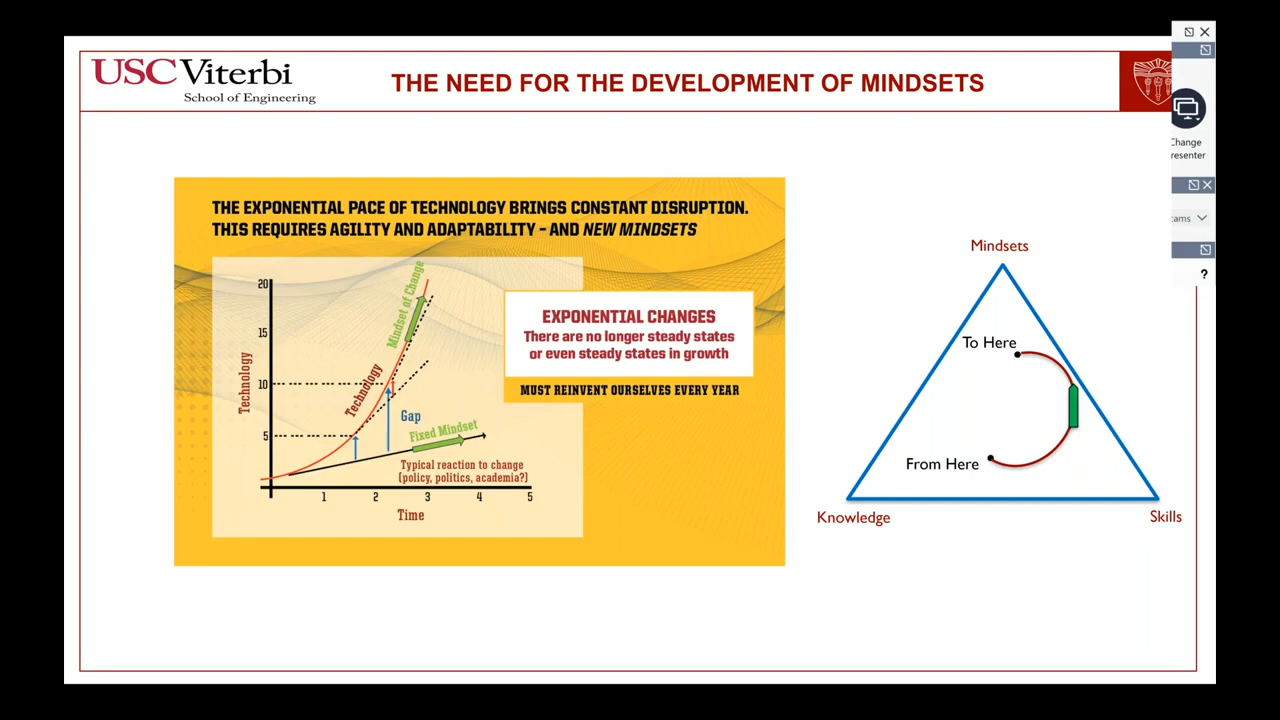 USC Viterbi
School of Engineering
THE NEED FOR THE DEVELOPMENT OF MINDSETS
Change
resenter
ams
?
THE EXPONENTIAL PACE OF TECHNOLOGY BRINGS CONSTANT DISRUPTION.
THIS REQUIRES AGILITY AND ADAPTABILITY – AND NEW MINDSETS
20
15
10
5
Technology
Technology
Mindset of Change
Gap
Fixed Mindset
Typical reaction to change
(policy, politics, academia?)
1 2 3 4 5
Time
EXPONENTIAL CHANGES
There are no longer steady states
or even steady states in growth
MUST REINVENT OURSELVES EVERY YEAR
Mindsets
To Here
From Here
Knowledge
Skills